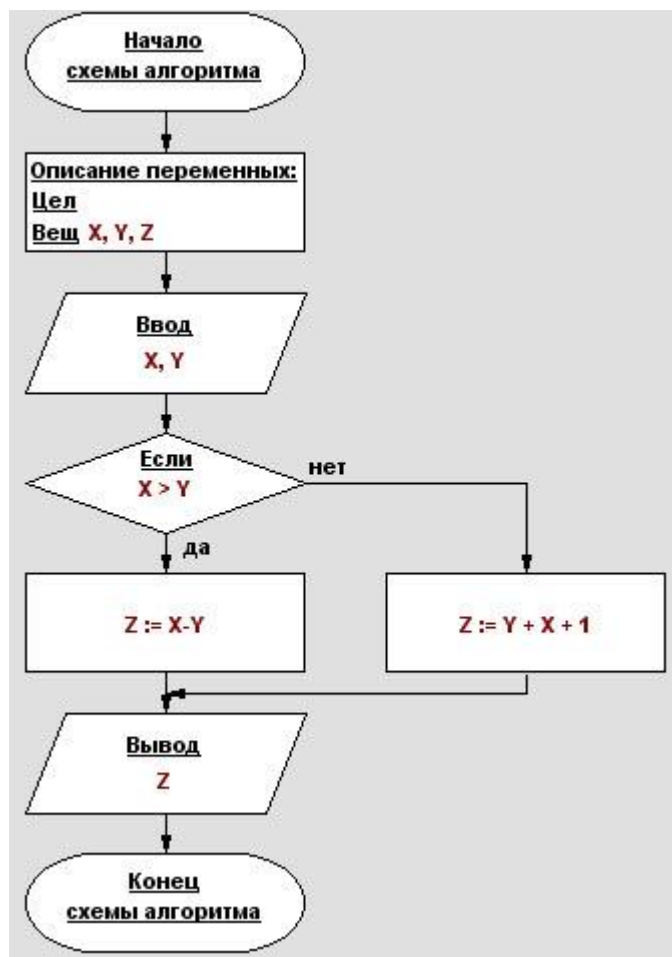 Начало
схемы алгоритма
Описание переменных:
Цел
Вещ X, Y, Z
Ввод
X, Y
Если
X > Y
нет
да
Z := X-Y
Z := Y + X + 1
Вывод
Z
Конец
схемы алгоритма